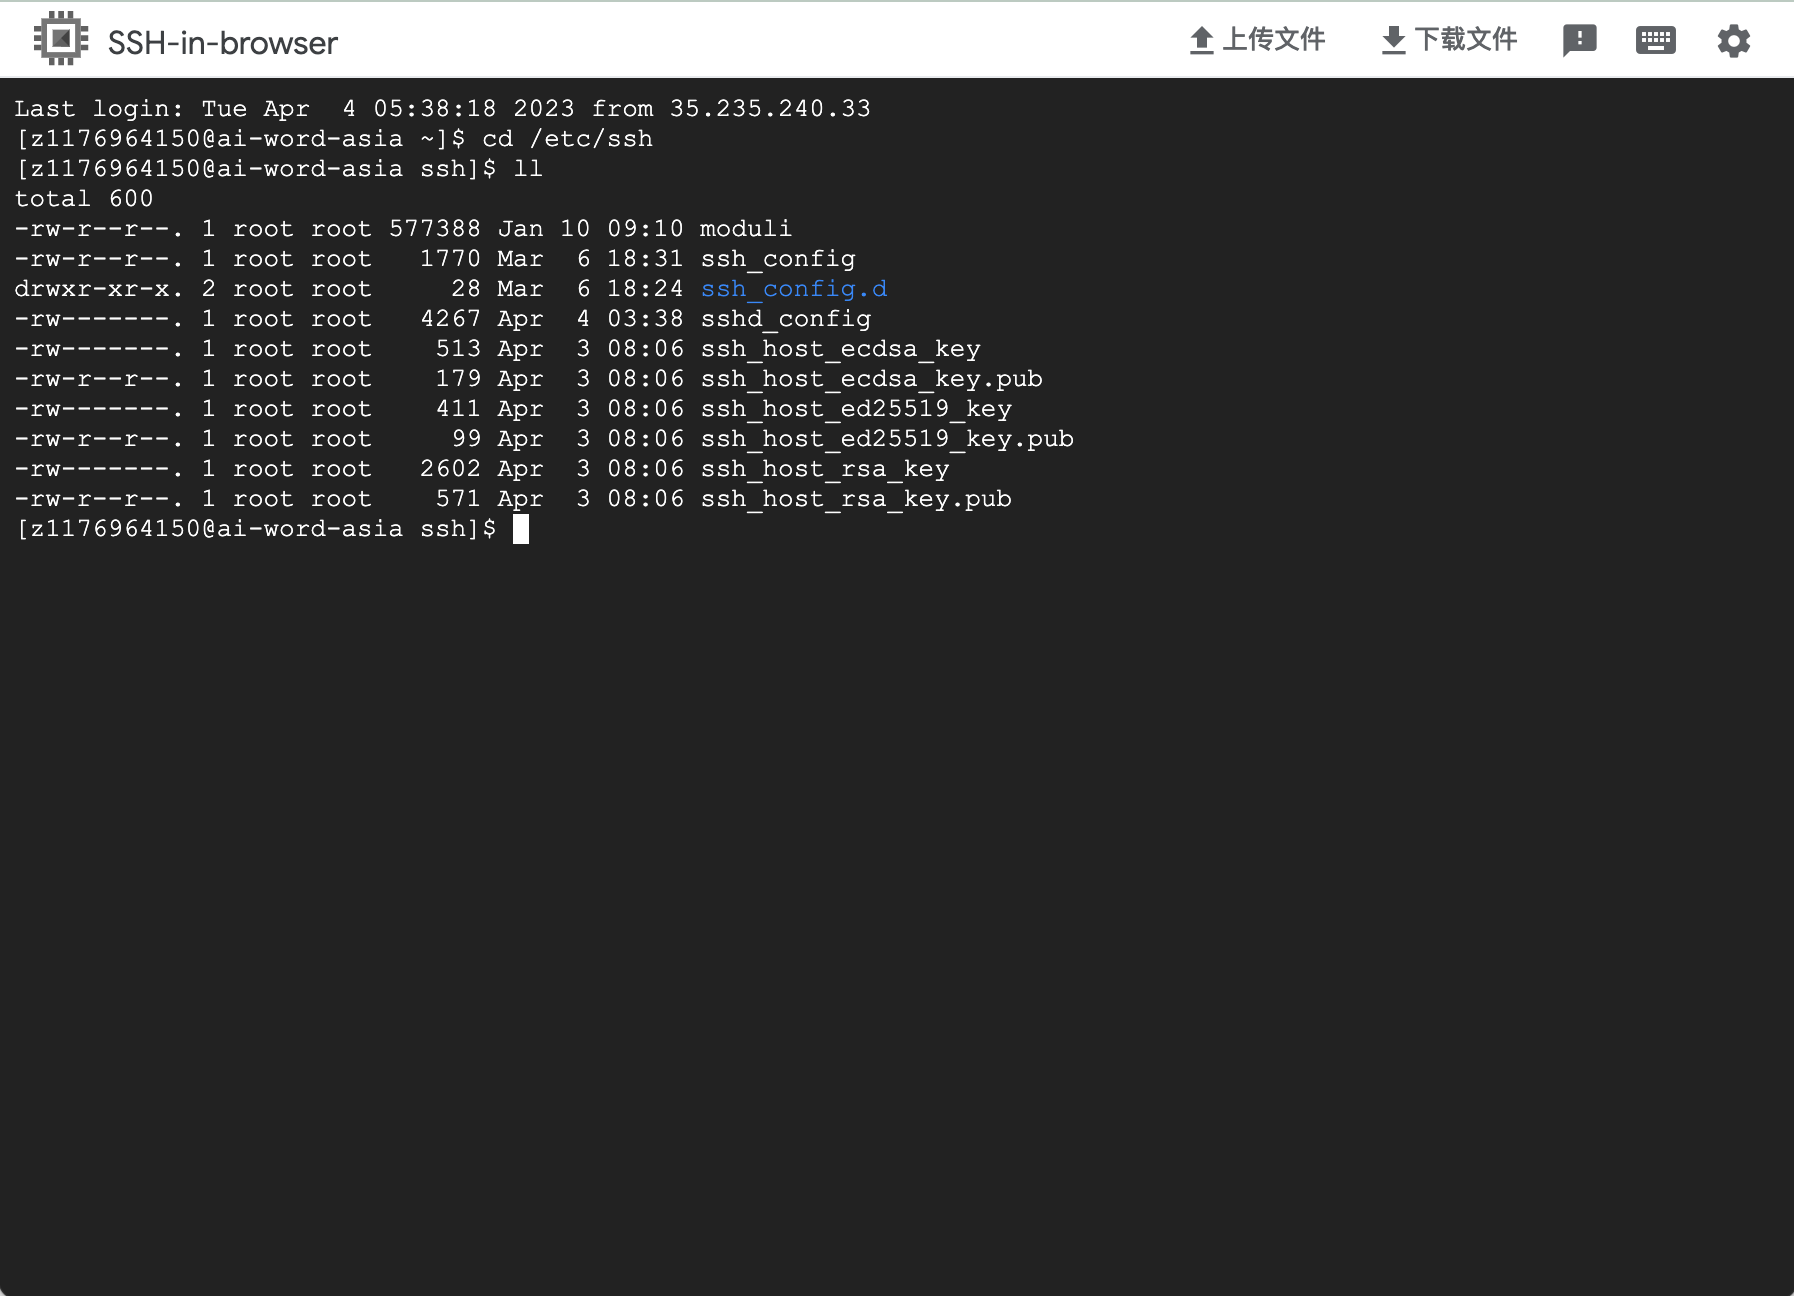 SSH-in-browser 上传文件 下载文件
Last login: Tue Apr  4 05:38:18 2023 from 35.235.240.33
[z1176964150@ai-word-asia ~]$ cd /etc/ssh
[z1176964150@ai-word-asia ssh]$ ll
total 600
-rw-r--r--. 1 root root 577388 Jan 10 09:10 moduli
-rw-r--r--. 1 root root   1770 Mar  6 18:31 ssh_config
drwxr-xr-x. 2 root root     28 Mar  6 18:24 ssh_config.d
-rw-------. 1 root root   4267 Apr  4 03:38 sshd_config
-rw-------. 1 root root    513 Apr  3 08:06 ssh_host_ecdsa_key
-rw-r--r--. 1 root root    179 Apr  3 08:06 ssh_host_ecdsa_key.pub
-rw-------. 1 root root    411 Apr  3 08:06 ssh_host_ed25519_key
-rw-r--r--. 1 root root     99 Apr  3 08:06 ssh_host_ed25519_key.pub
-rw-------. 1 root root   2602 Apr  3 08:06 ssh_host_rsa_key
-rw-r--r--. 1 root root    571 Apr  3 08:06 ssh_host_rsa_key.pub
[z1176964150@ai-word-asia ssh]$